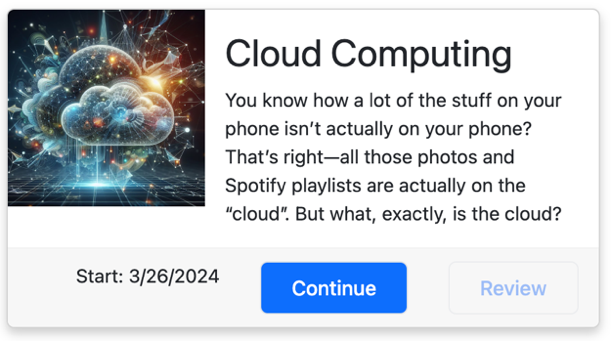 Cloud Computing
You know how a lot of the stuff on your
phone isn’t actually on your phone?
That’s right—all those photos and
Spotify playlists are actually on the
“cloud”. But what, exactly, is the cloud?
Start: 3/26/2024
Continue
Review